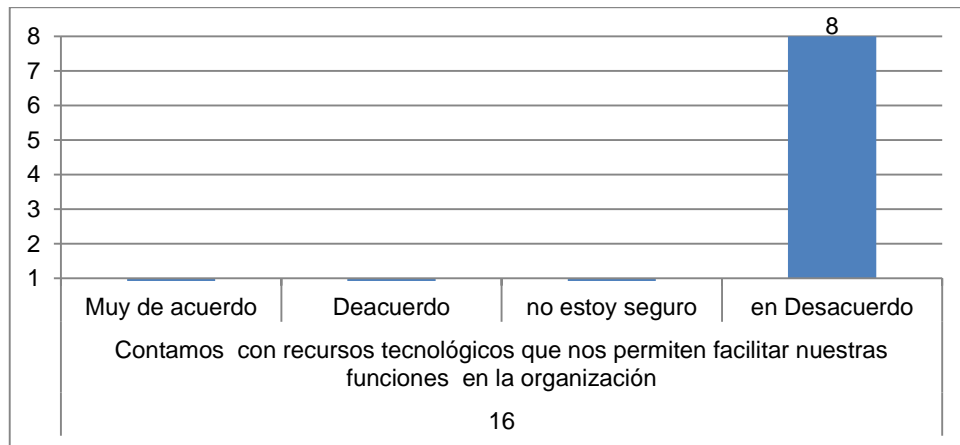 8
8
7
6
5
4
3
2
1
Muy de acuerdo
Deacuerdo
no estoy seguro
en Desacuerdo
Contamos  con recursos tecnológicos que nos permiten facilitar nuestras
funciones  en la organización
16